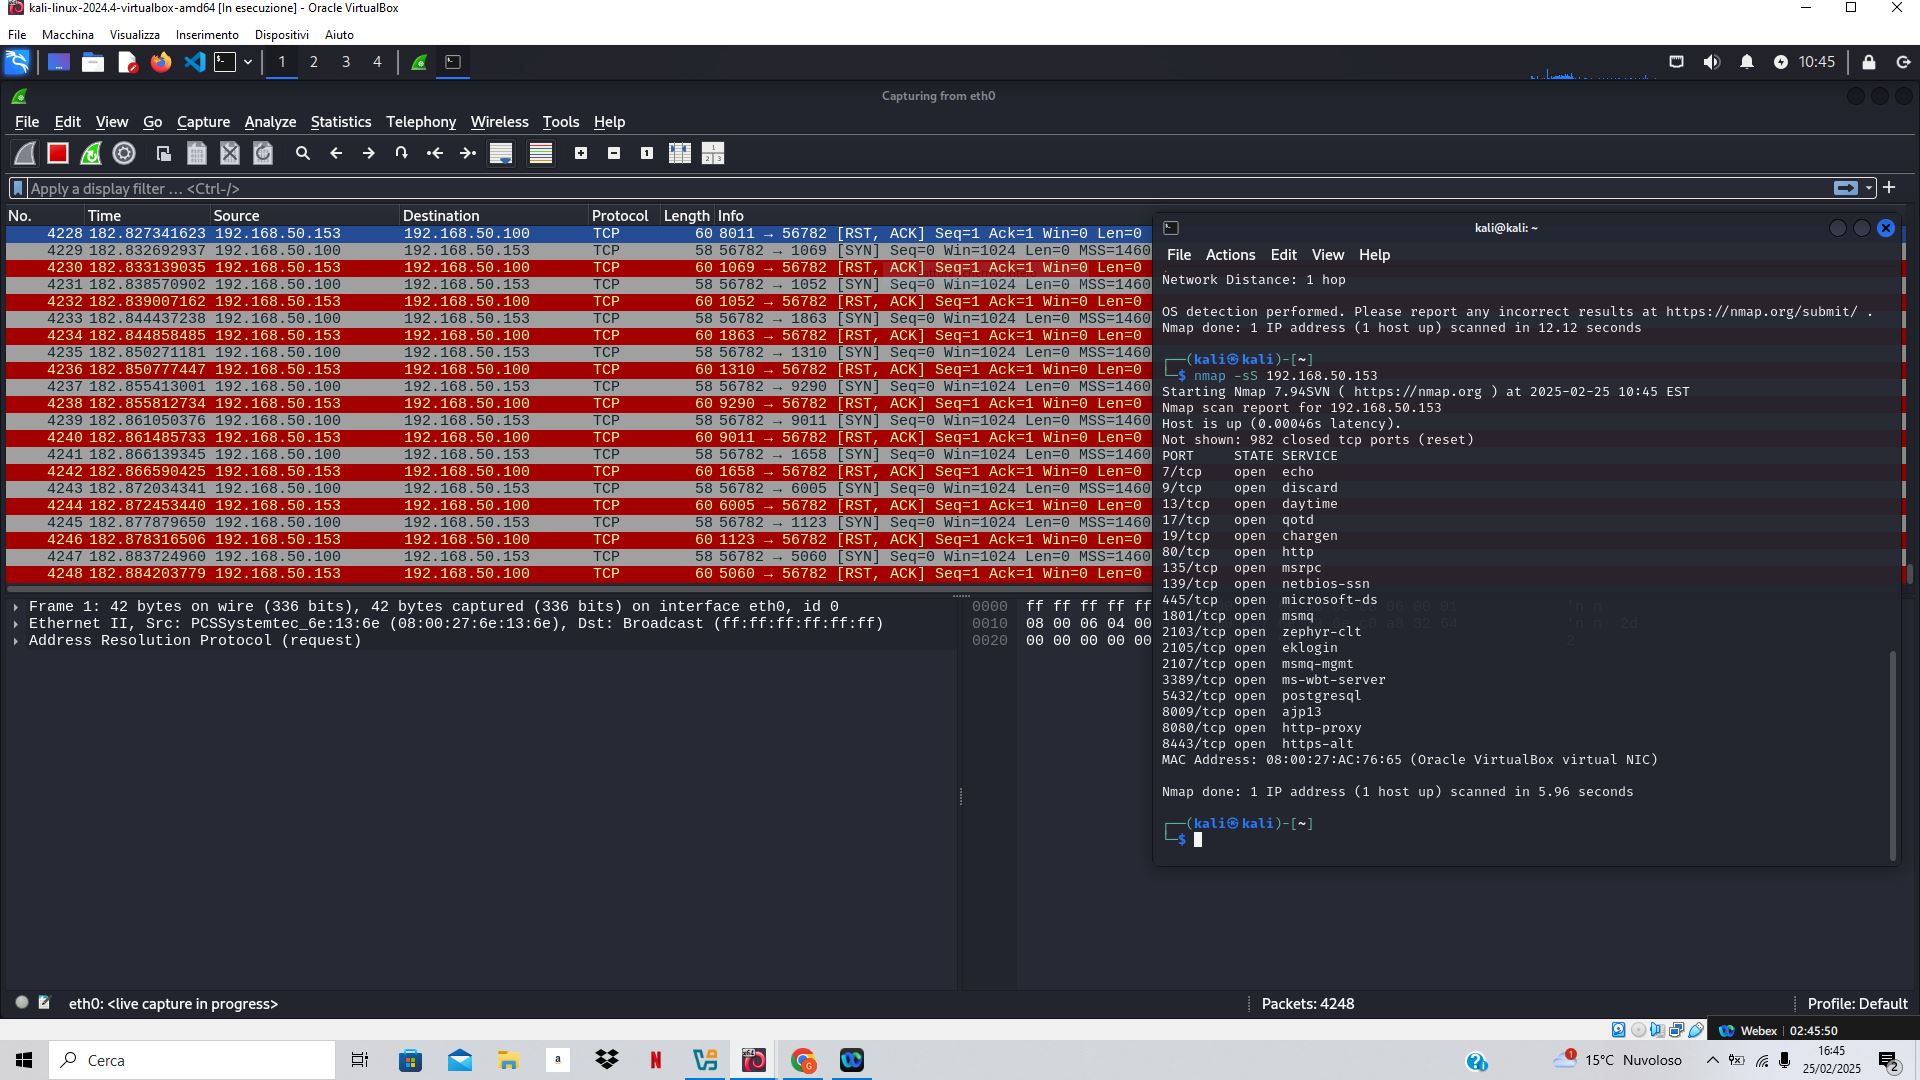 kali-linux-2024.4-virtualbox-amd64 [In esecuzione] - Oracle VirtualBox
File Macchina Visualizza Inserimento Dispositivi Aiuto
1 2 3 4 10:45
Capturing from eth0
File Edit View Go Capture Analyze Statistics Telephony Wireless Tools Help
Apply a display filter … <Ctrl-/>
No. Time Source Destination Protocol Length Info
4228 182.827341623 192.168.50.153 192.168.50.100 TCP 60 8011 → 56782 [RST, ACK] Seq=1 Ack=1 Win=0 Len=0
4229 182.832692937 192.168.50.100 192.168.50.153 TCP 58 56782 → 1069 [SYN] Seq=0 Win=1024 Len=0 MSS=1460
4230 182.833139035 192.168.50.153 192.168.50.100 TCP 60 1069 → 56782 [RST, ACK] Seq=1 Ack=1 Win=0 Len=0
4231 182.838570902 192.168.50.100 192.168.50.153 TCP 58 56782 → 1052 [SYN] Seq=0 Win=1024 Len=0 MSS=1460
4232 182.839007162 192.168.50.153 192.168.50.100 TCP 60 1052 → 56782 [RST, ACK] Seq=1 Ack=1 Win=0 Len=0
4233 182.844437238 192.168.50.100 192.168.50.153 TCP 58 56782 → 1863 [SYN] Seq=0 Win=1024 Len=0 MSS=1460
4234 182.844858485 192.168.50.153 192.168.50.100 TCP 60 1863 → 56782 [RST, ACK] Seq=1 Ack=1 Win=0 Len=0
4235 182.850271181 192.168.50.100 192.168.50.153 TCP 58 56782 → 1310 [SYN] Seq=0 Win=1024 Len=0 MSS=1460
4236 182.850777447 192.168.50.153 192.168.50.100 TCP 60 1310 → 56782 [RST, ACK] Seq=1 Ack=1 Win=0 Len=0
4237 182.855413001 192.168.50.100 192.168.50.153 TCP 58 56782 → 9290 [SYN] Seq=0 Win=1024 Len=0 MSS=1460
4238 182.855812734 192.168.50.153 192.168.50.100 TCP 60 9290 → 56782 [RST, ACK] Seq=1 Ack=1 Win=0 Len=0
4239 182.861050376 192.168.50.100 192.168.50.153 TCP 58 56782 → 9011 [SYN] Seq=0 Win=1024 Len=0 MSS=1460
4240 182.861485733 192.168.50.153 192.168.50.100 TCP 60 9011 → 56782 [RST, ACK] Seq=1 Ack=1 Win=0 Len=0
4241 182.866139345 192.168.50.100 192.168.50.153 TCP 58 56782 → 1658 [SYN] Seq=0 Win=1024 Len=0 MSS=1460
4242 182.866590425 192.168.50.153 192.168.50.100 TCP 60 1658 → 56782 [RST, ACK] Seq=1 Ack=1 Win=0 Len=0
4243 182.872034341 192.168.50.100 192.168.50.153 TCP 58 56782 → 6005 [SYN] Seq=0 Win=1024 Len=0 MSS=1460
4244 182.872453440 192.168.50.153 192.168.50.100 TCP 60 6005 → 56782 [RST, ACK] Seq=1 Ack=1 Win=0 Len=0
4245 182.877879650 192.168.50.100 192.168.50.153 TCP 58 56782 → 1123 [SYN] Seq=0 Win=1024 Len=0 MSS=1460
4246 182.878316506 192.168.50.153 192.168.50.100 TCP 60 1123 → 56782 [RST, ACK] Seq=1 Ack=1 Win=0 Len=0
4247 182.883724960 192.168.50.100 192.168.50.153 TCP 58 56782 → 5060 [SYN] Seq=0 Win=1024 Len=0 MSS=1460
4248 182.884203779 192.168.50.153 192.168.50.100 TCP 60 5060 → 56782 [RST, ACK] Seq=1 Ack=1 Win=0 Len=0
Frame 1: 42 bytes on wire (336 bits), 42 bytes captured (336 bits) on interface eth0, id 0
Ethernet II, Src: PCSSystemtec_6e:13:6e (08:00:27:6e:13:6e), Dst: Broadcast (ff:ff:ff:ff:ff:ff)
Address Resolution Protocol (request)
0000 ff ff ff ff ff
0010 08 00 06 04 00
0020 00 00 00 00 00
kali@kali: ~
File Actions Edit View Help
Network Distance: 1 hop
OS detection performed. Please report any incorrect results at https://nmap.org/submit/ .
Nmap done: 1 IP address (1 host up) scanned in 12.12 seconds
┌──(kali㉿kali)-[~]
└─$ nmap -sS 192.168.50.153
Starting Nmap 7.94SVN ( https://nmap.org ) at 2025-02-25 10:45 EST
Nmap scan report for 192.168.50.153
Host is up (0.00046s latency).
Not shown: 982 closed tcp ports (reset)
PORT STATE SERVICE
7/tcp open echo
9/tcp open discard
13/tcp open daytime
17/tcp open qotd
19/tcp open chargen
80/tcp open http
135/tcp open msrpc
139/tcp open netbios-ssn
445/tcp open microsoft-ds
1801/tcp open msmq
2103/tcp open zephyr-clt
2105/tcp open eklogin
2107/tcp open msmq-mgmt
3389/tcp open ms-wbt-server
5432/tcp open postgresql
8009/tcp open ajp13
8080/tcp open http-proxy
8443/tcp open https-alt
MAC Address: 08:00:27:AC:76:65 (Oracle VirtualBox virtual NIC)
Nmap done: 1 IP address (1 host up) scanned in 5.96 seconds
┌──(kali㉿kali)-[~]
└─$
eth0: <live capture in progress> Packets: 4248 Profile: Default
Webex 02:45:50
Cerca 1 15°C Nuvoloso 16:45
25/02/2025 2